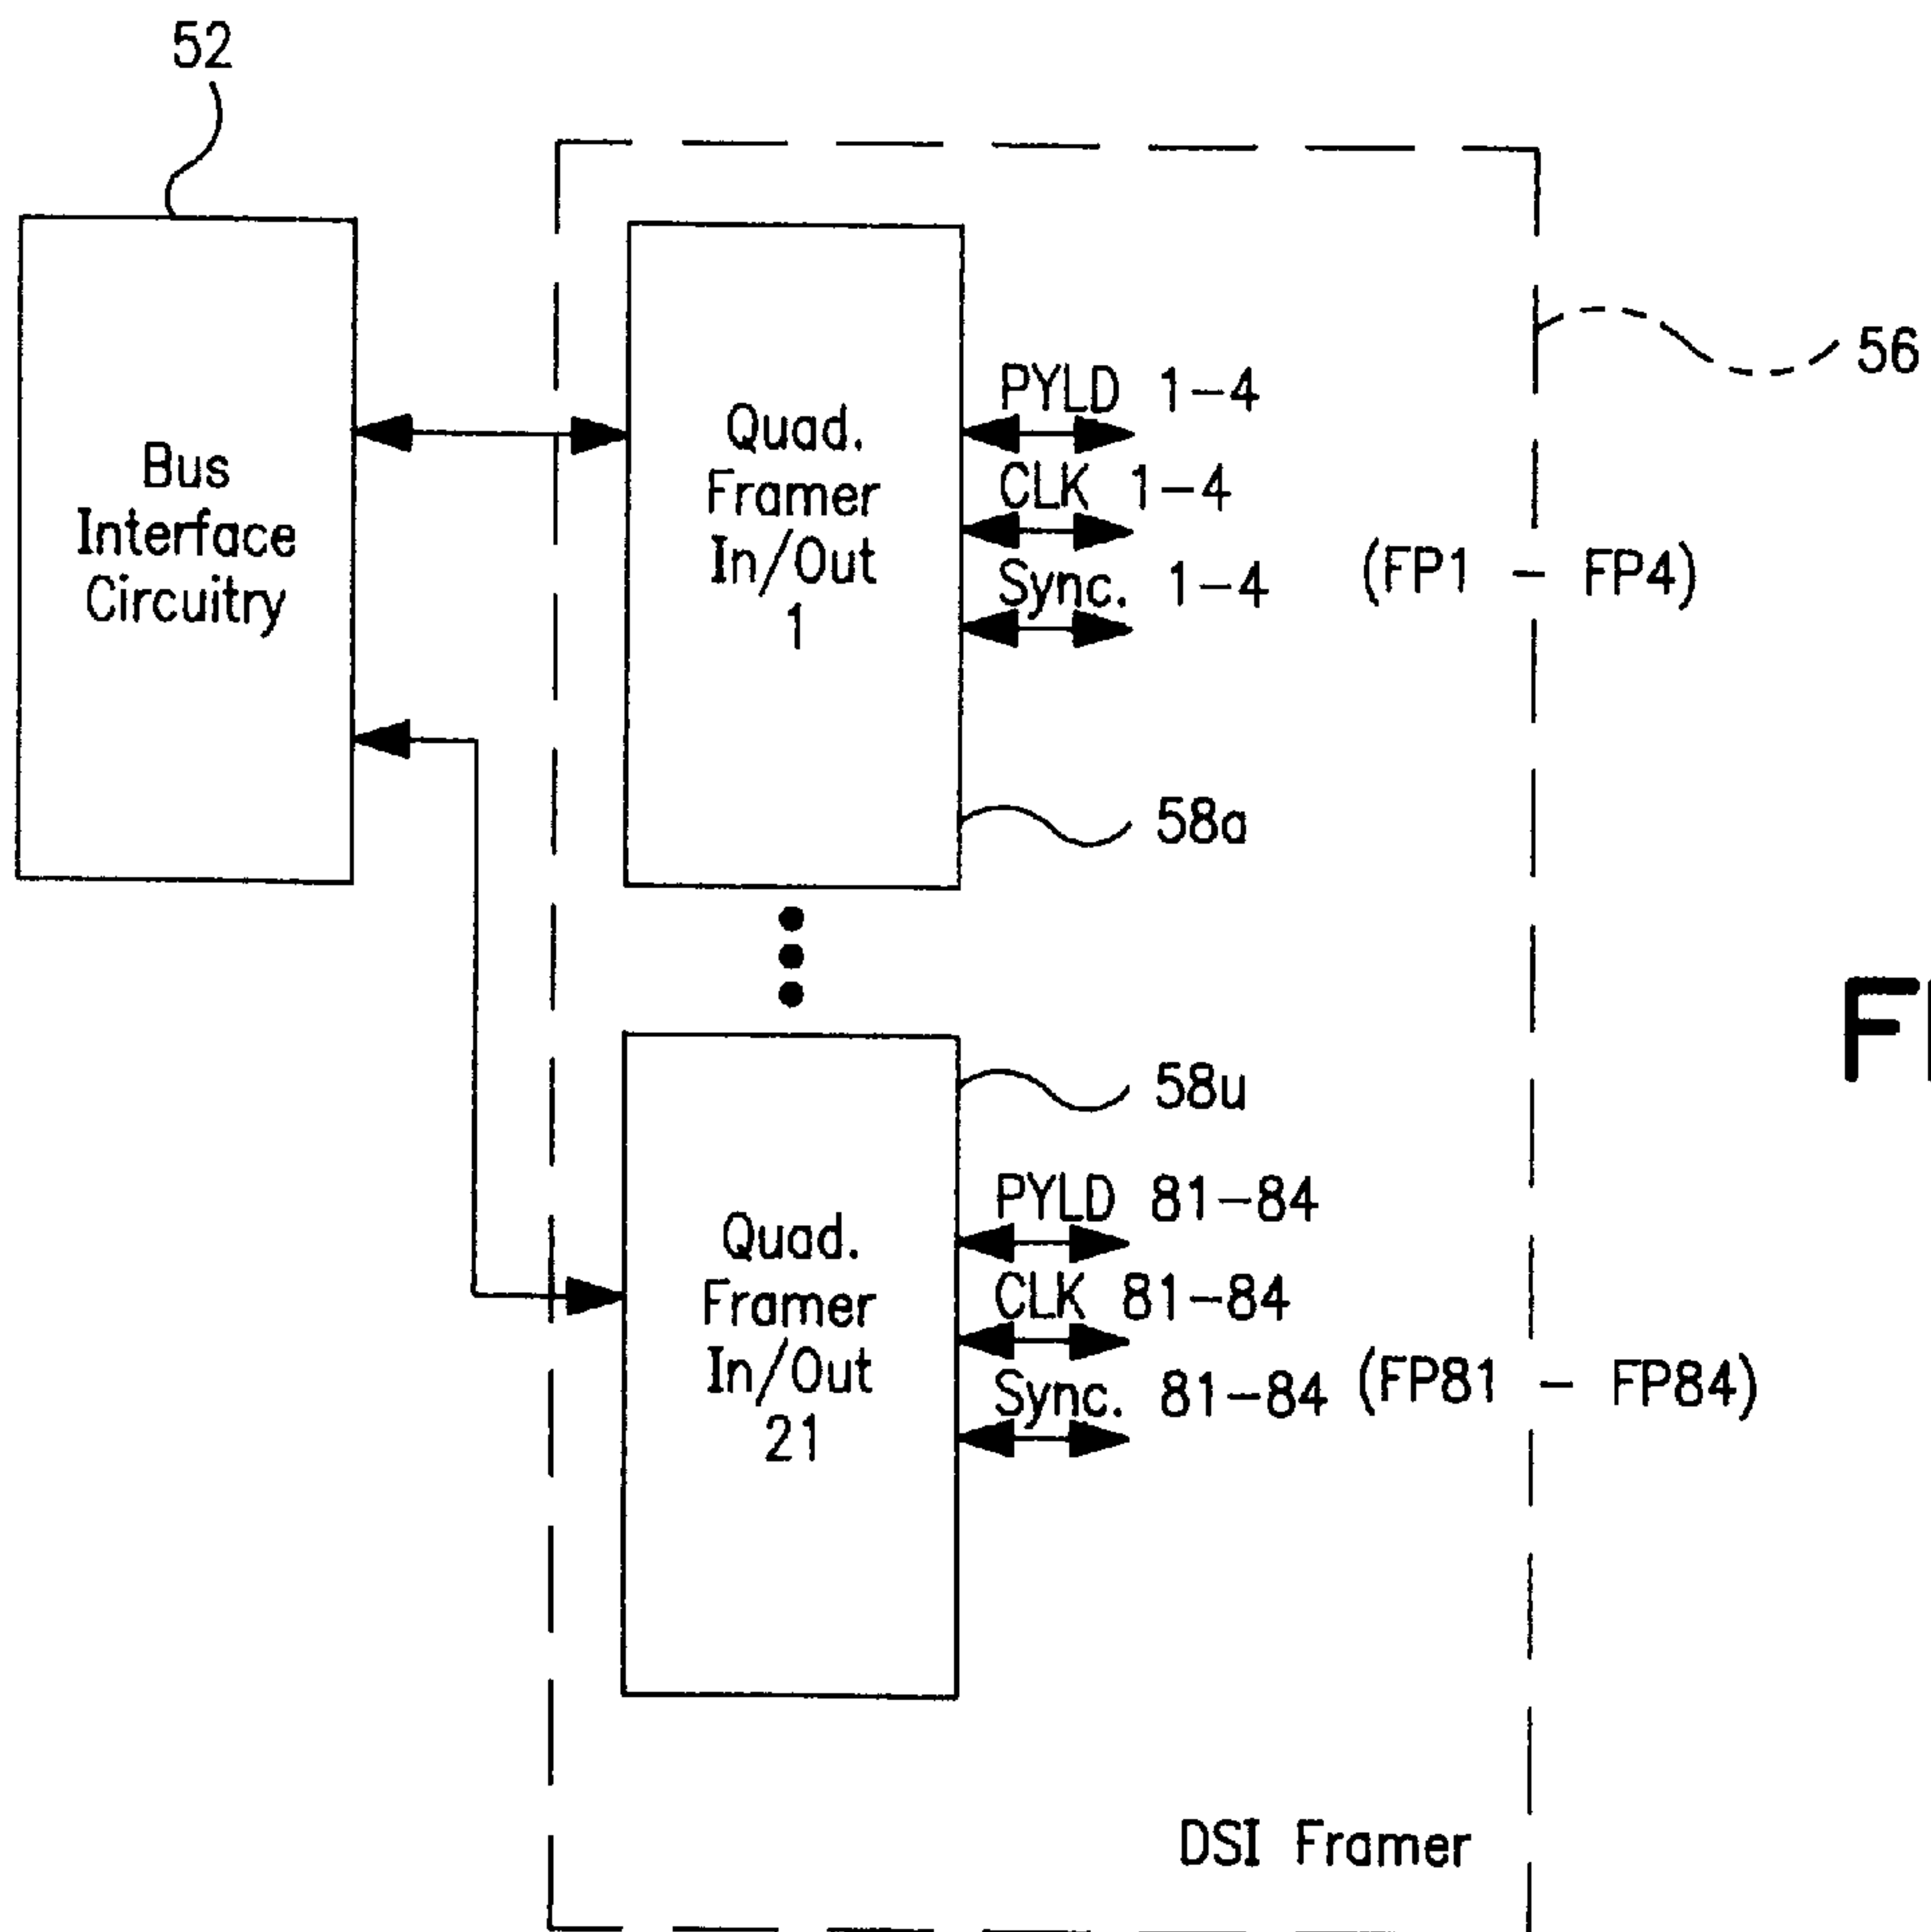 52
56
Bus
Interface
Circuitry
Quad.
Framer
In/Out
1
PYLD 1-4
CLK 1-4
Sync. 1-4
(FP1 - FP4)
58a
58u
Quad.
Framer
In/Out
21
PYLD 81-84
CLK 81-84
Sync. 81-84
(FP81 - FP84)
DSI Framer